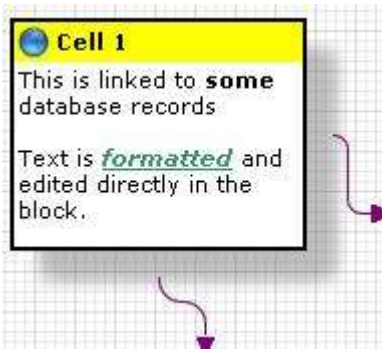 Cell 1
This is linked to some
database records
Text is formatted and
edited directly in the
block.